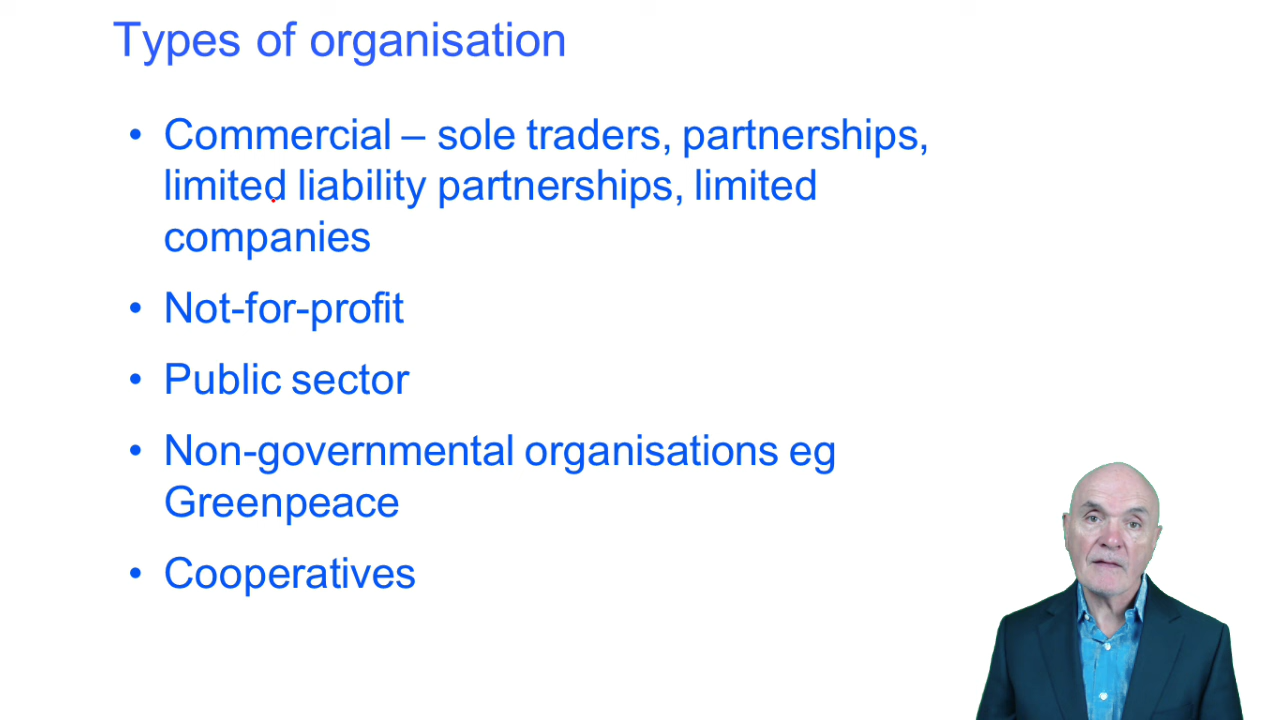 Types of organisation
• Commercial – sole traders, partnerships,
limited liability partnerships, limited
companies
• Not-for-profit
• Public sector
• Non-governmental organisations eg
Greenpeace
• Cooperatives